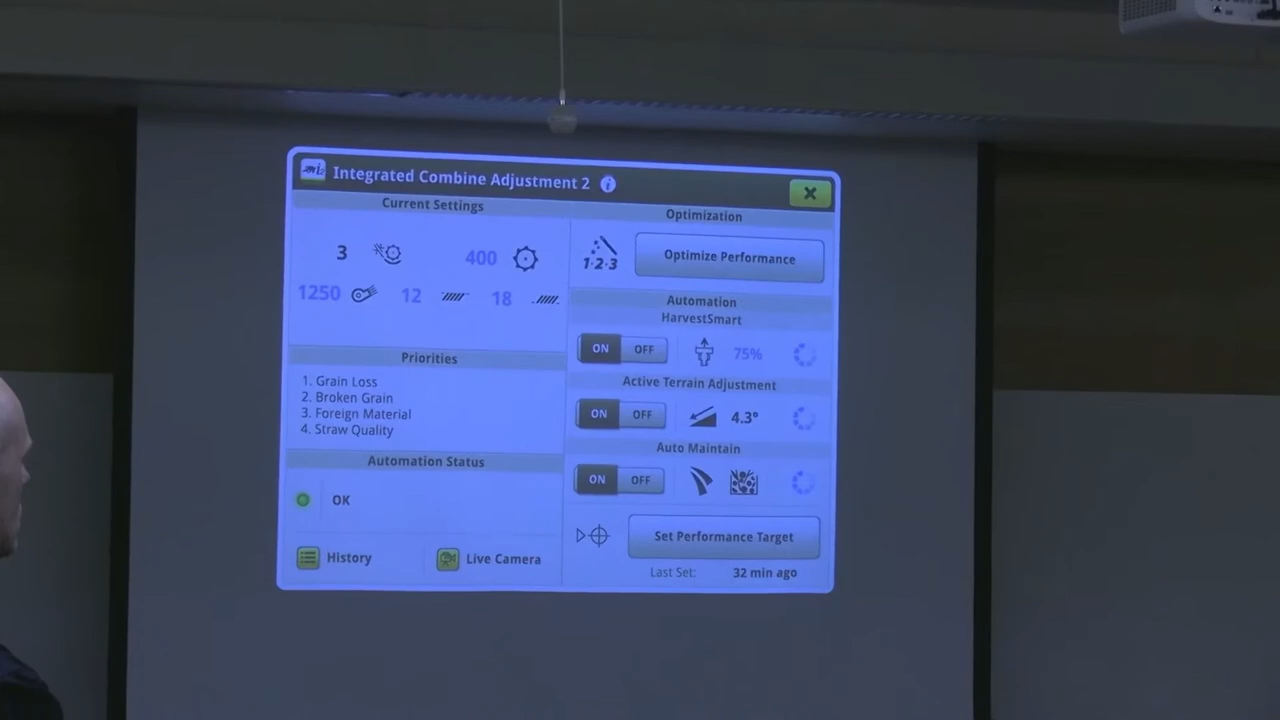 Integrated Combine Adjustment 2
Current Settings
3
400
1250
12
18
Priorities
1. Grain Loss
2. Broken Grain
3. Foreign Material
4. Straw Quality
Automation Status
OK
History
Live Camera
Optimization
1·2·3
Optimize Performance
Automation
HarvestSmart
ON OFF
75%
Active Terrain Adjustment
ON OFF
4.3°
Auto Maintain
ON OFF
Set Performance Target
Last Set: 32 min ago